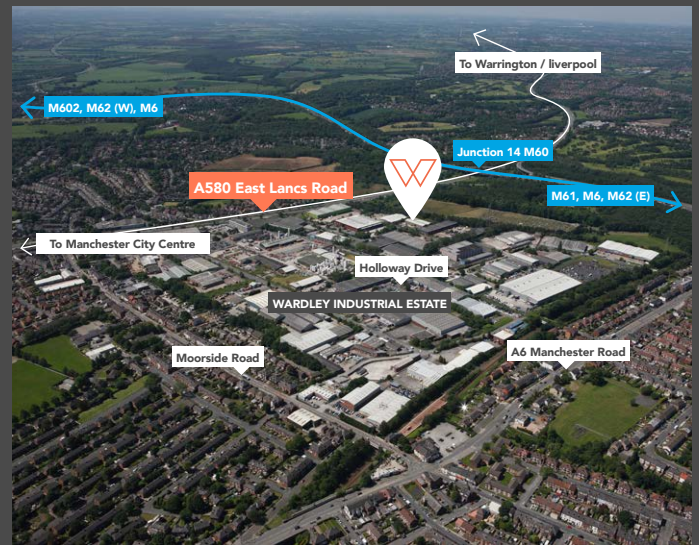 To Warrington / liverpool
M602, M62 (W), M6
Junction 14 M60
A580 East Lancs Road
M61, M6, M62 (E)
To Manchester City Centre
Holloway Drive
WARDLEY INDUSTRIAL ESTATE
Moorside Road
A6 Manchester Road